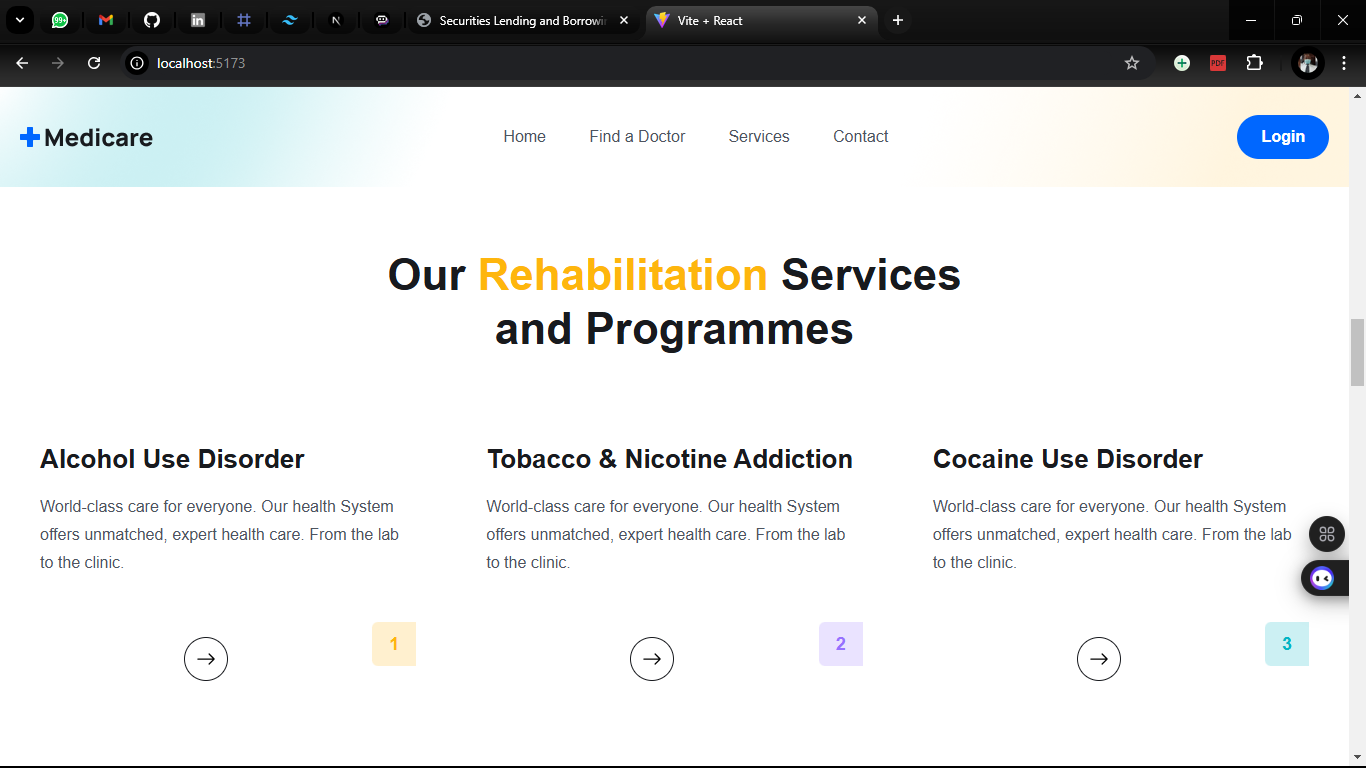 99+
Securities Lending and Borrowin
Vite + React
localhost:5173
PDF
Medicare
Home
Find a Doctor
Services
Contact
Login
Our Rehabilitation Services
and Programmes
Alcohol Use Disorder
World-class care for everyone. Our health System
offers unmatched, expert health care. From the lab
to the clinic.
1
Tobacco & Nicotine Addiction
World-class care for everyone. Our health System
offers unmatched, expert health care. From the lab
to the clinic.
2
Cocaine Use Disorder
World-class care for everyone. Our health System
offers unmatched, expert health care. From the lab
to the clinic.
3